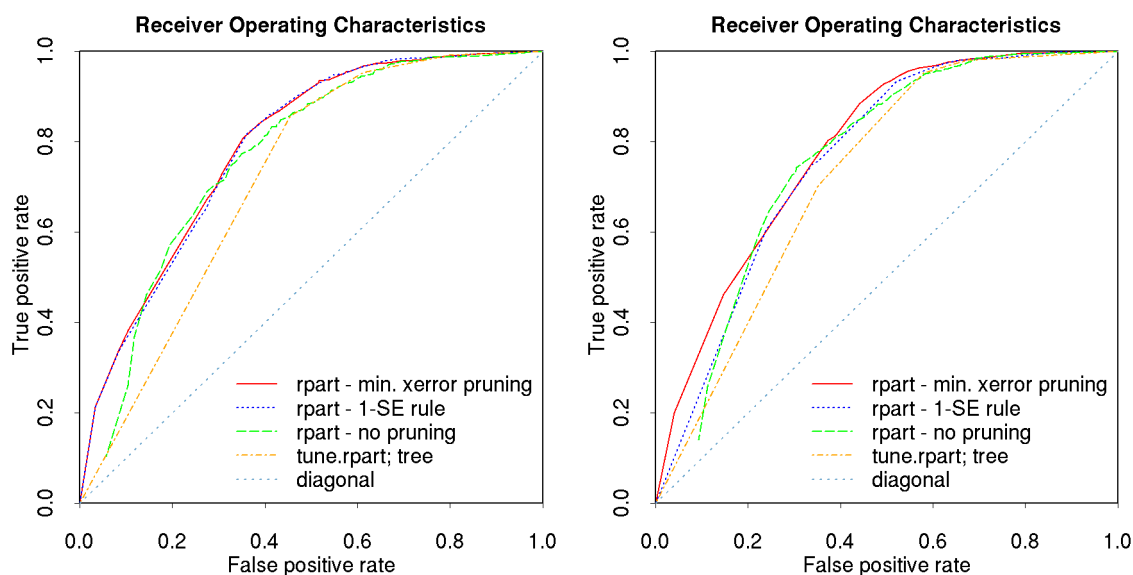 Receiver Operating Characteristics
True positive rate
1.0
0.8
0.6
0.4
0.2
0.0
rpart - min. xerror pruning
rpart - 1-SE rule
rpart - no pruning
tune.rpart; tree
diagonal
0.0 0.2 0.4 0.6 0.8 1.0
False positive rate
Receiver Operating Characteristics
True positive rate
1.0
0.8
0.6
0.4
0.2
0.0
rpart - min. xerror pruning
rpart - 1-SE rule
rpart - no pruning
tune.rpart; tree
diagonal
0.0 0.2 0.4 0.6 0.8 1.0
False positive rate